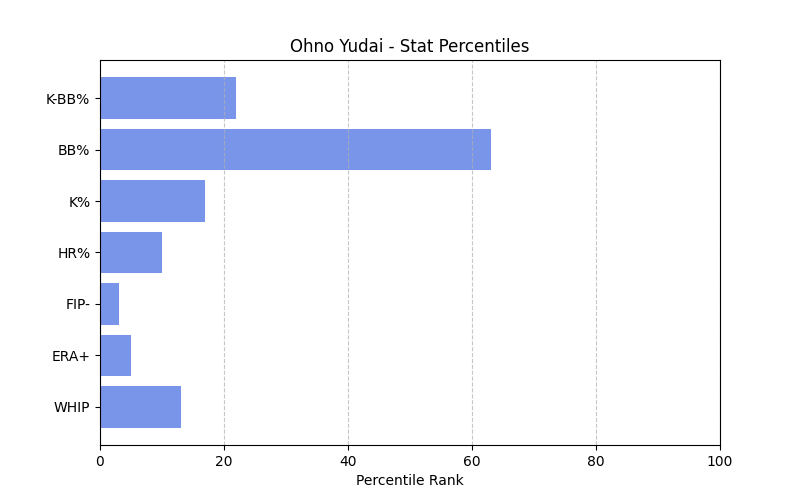 Ohno Yudai - Stat Percentiles
K-BB%
BB%
K%
HR%
FIP-
ERA+
WHIP
0 20 40 60 80 100
Percentile Rank